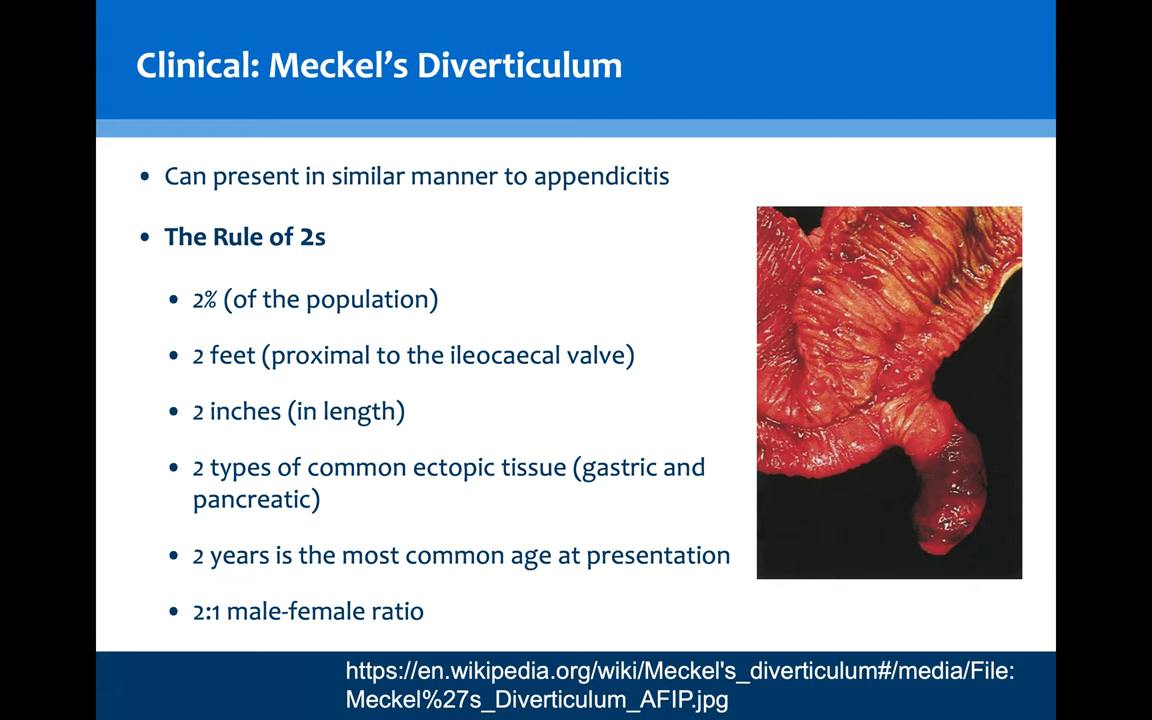 Clinical: Meckel’s Diverticulum
• Can present in similar manner to appendicitis
• The Rule of 2s
• 2% (of the population)
• 2 feet (proximal to the ileocaecal valve)
• 2 inches (in length)
• 2 types of common ectopic tissue (gastric and
pancreatic)
• 2 years is the most common age at presentation
• 2:1 male-female ratio
https://en.wikipedia.org/wiki/Meckel's_diverticulum#/media/File:
Meckel%27s_Diverticulum_AFIP.jpg